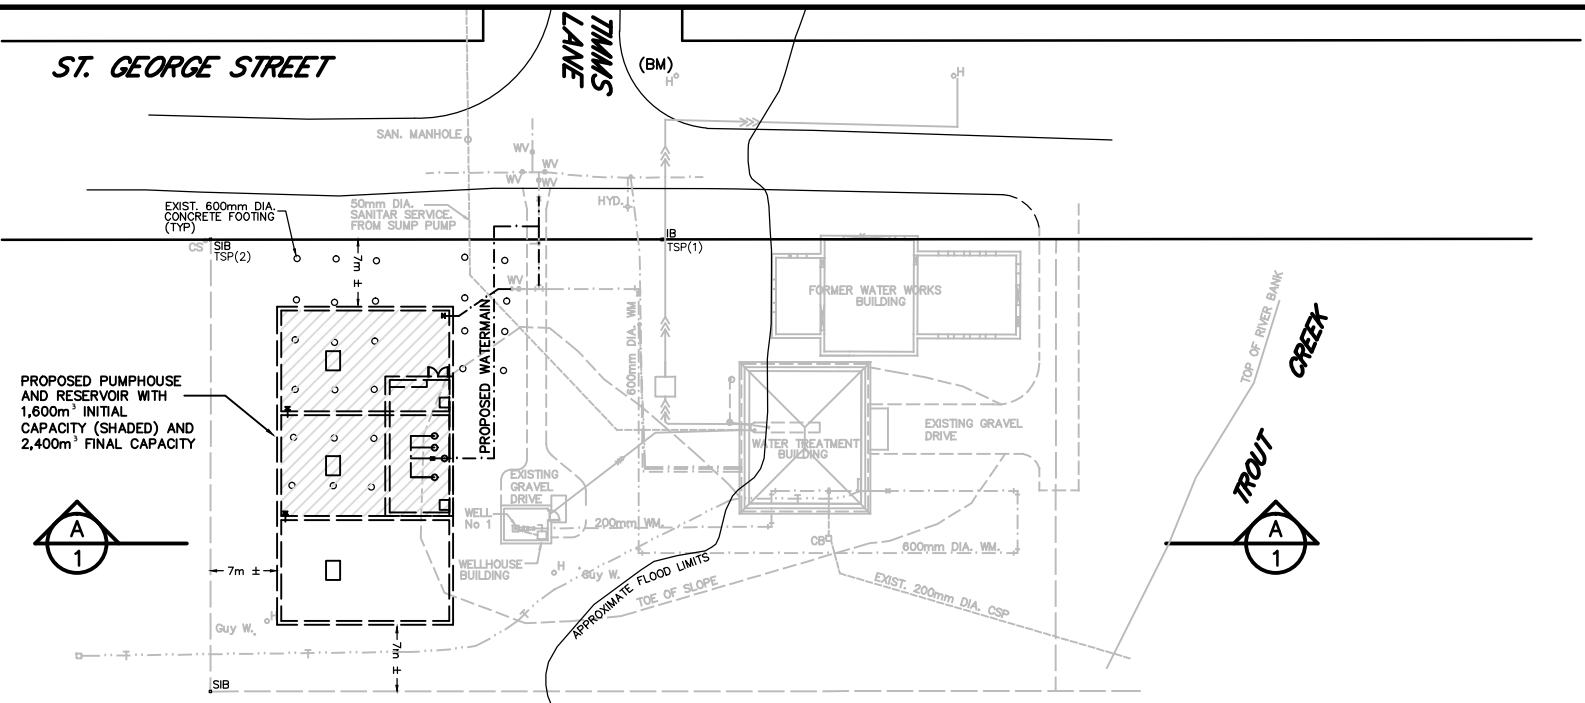 ST. GEORGE STREET
TIMMS
LANE
(BM)
H
H
SAN. MANHOLE
WV
WV
WV
WV
HYD.
EXIST. 600mm DIA.
CONCRETE FOOTING
(TYP)
50mm DIA.
SANITAR SERVICE
FROM SUMP PUMP
CS
SIB
TSP(2)
IB
TSP(1)
7m ±
WV
FORMER WATER WORKS
BUILDING
TOP OF RIVER BANK
TROUT CREEK
PROPOSED WATERMAIN
600mm DIA. WM
PROPOSED PUMPHOUSE
AND RESERVOIR WITH
1,600m³ INITIAL
CAPACITY (SHADED) AND
2,400m³ FINAL CAPACITY
EXISTING GRAVEL
DRIVE
WATER TREATMENT
BUILDING
EXISTING
GRAVEL
DRIVE
WELL
No 1
200mm WM.
A
1
A
1
CB
600mm DIA. WM.
7m ±
WELLHOUSE
BUILDING
H
Guy W.
APPROXIMATE FLOOD LIMITS
TOE OF SLOPE
EXIST. 200mm DIA. CSP
H
Guy W.
7m ±
SIB